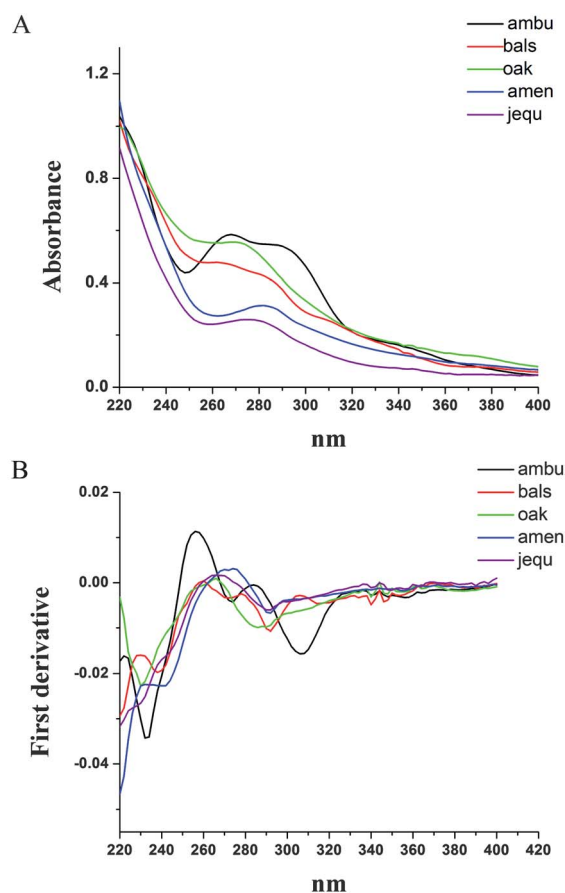 A
ambu
bals
oak
amen
jequ
1.2
0.8
0.4
0.0
Absorbance
220 240 260 280 300 320 340 360 380 400
nm
B
ambu
bals
oak
amen
jequ
0.02
0.00
-0.02
-0.04
First derivative
220 240 260 280 300 320 340 360 380 400 420
nm